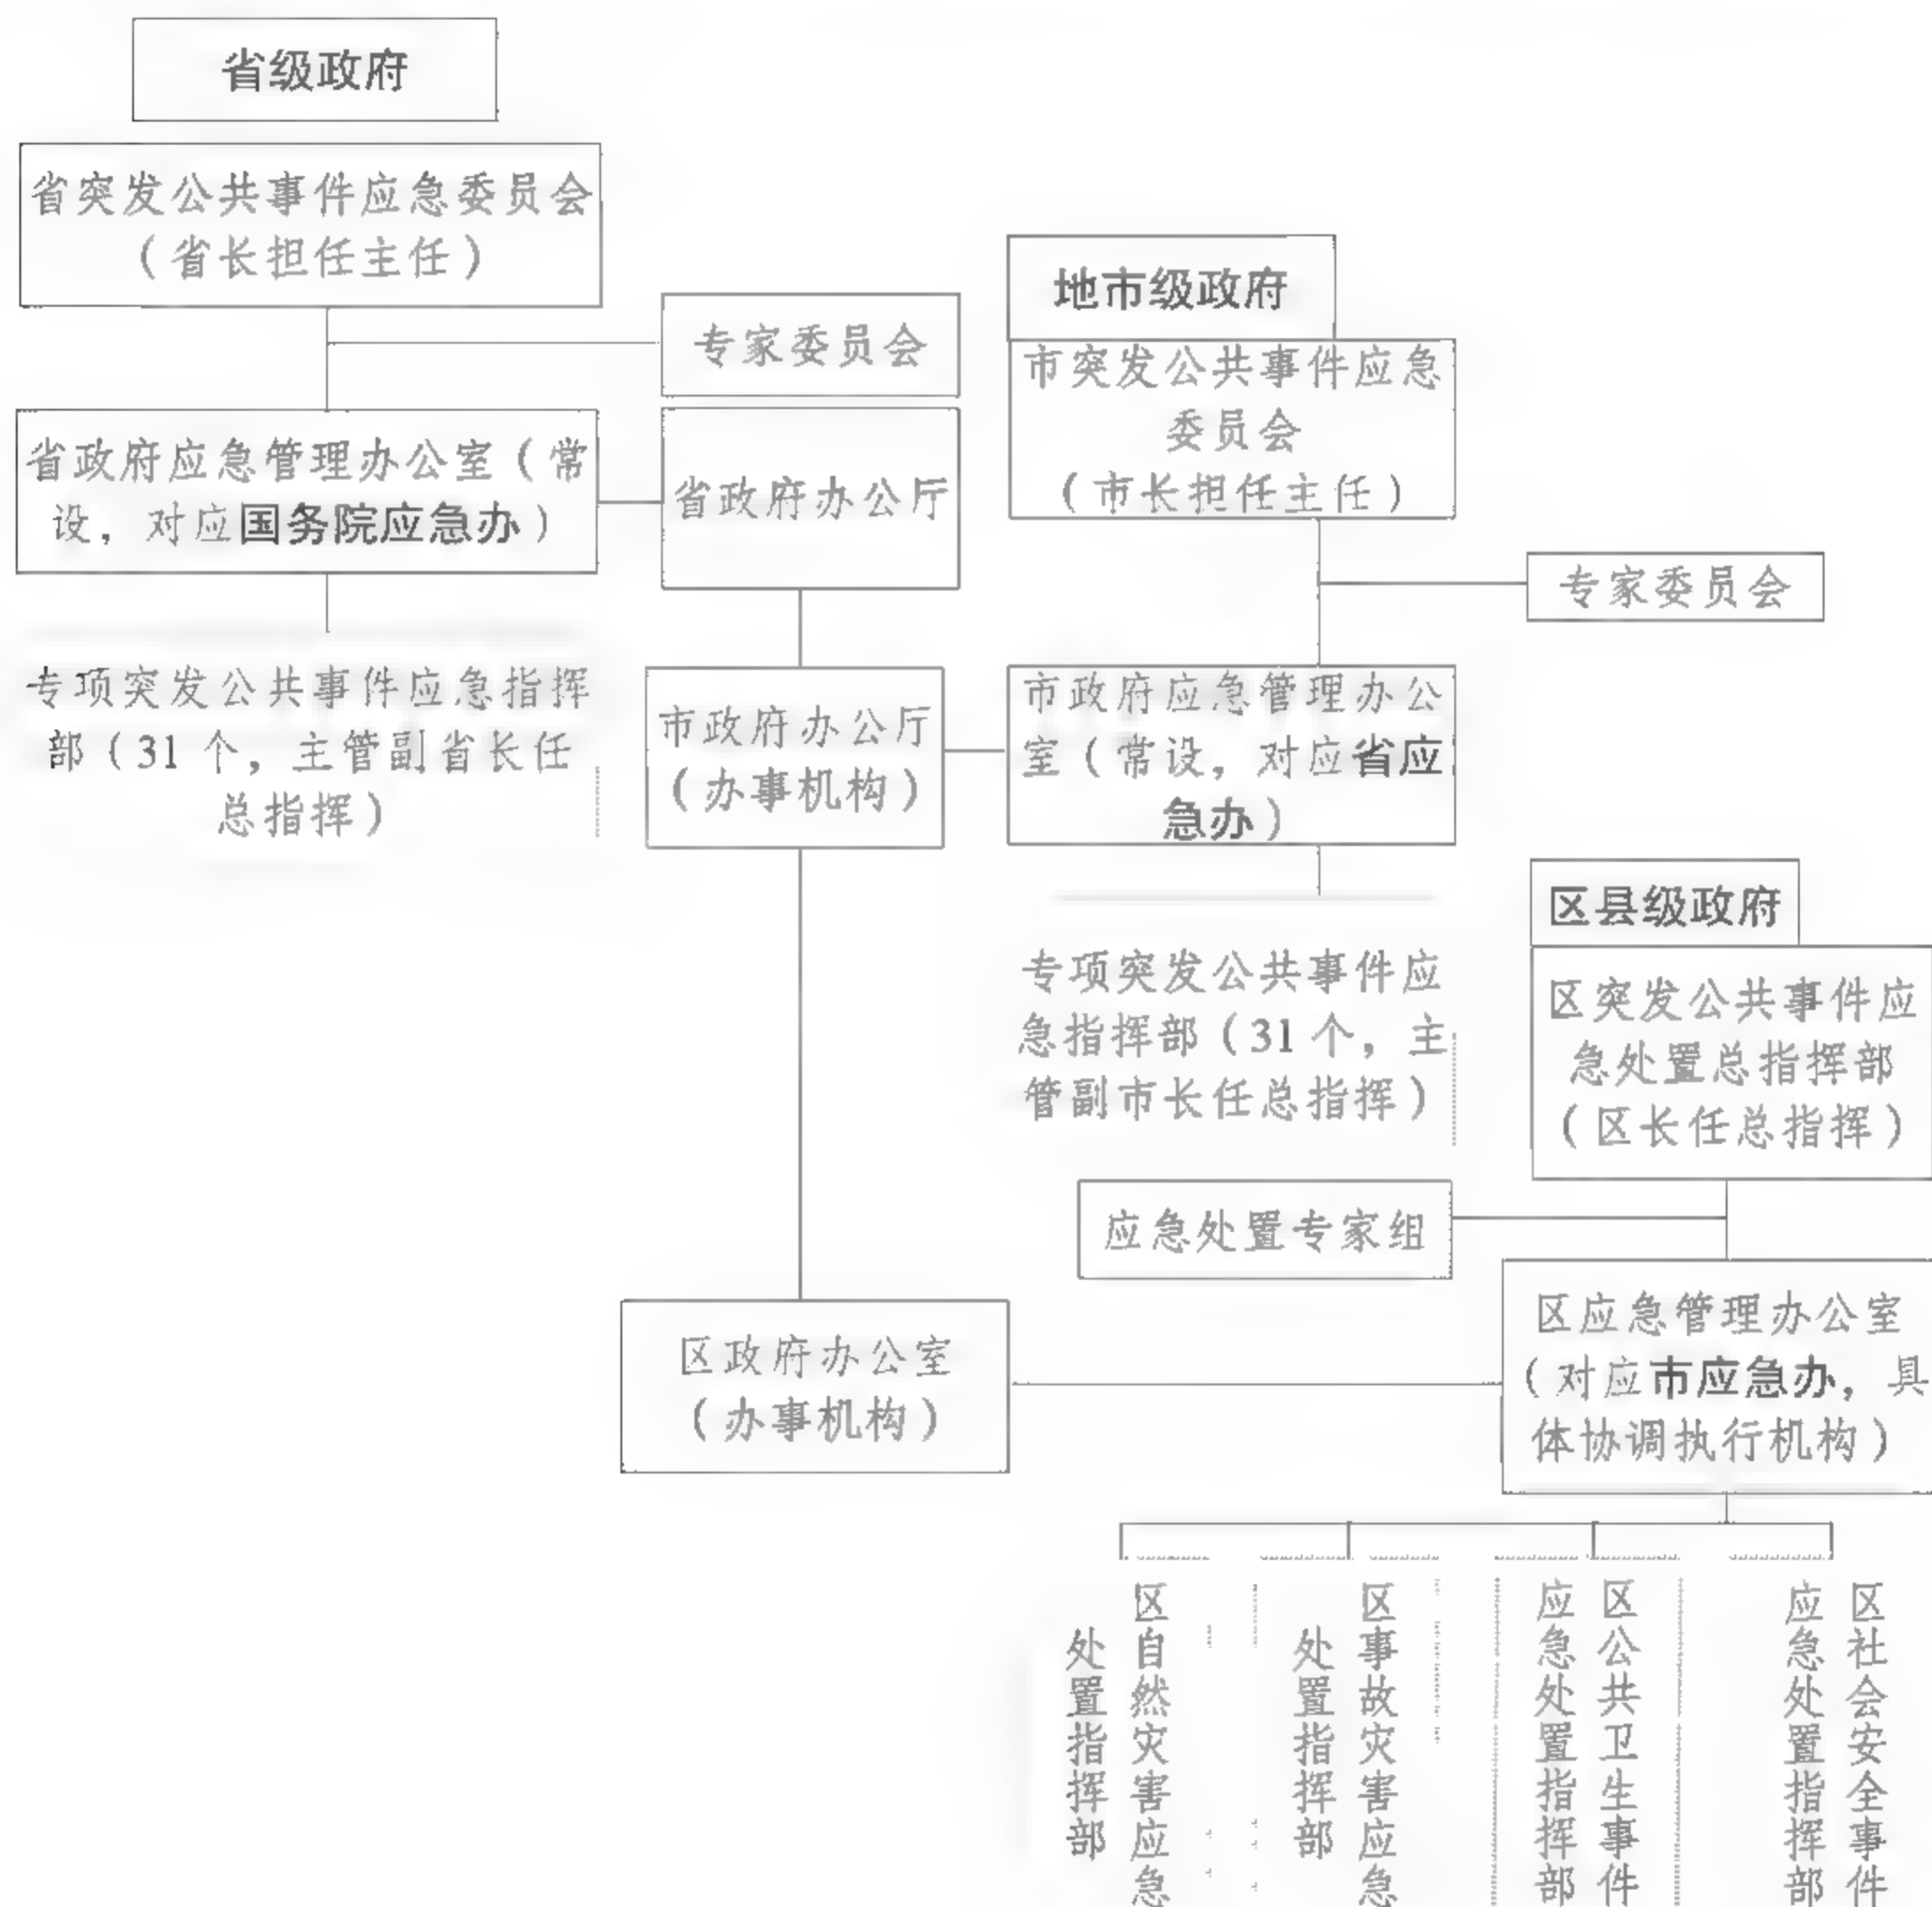 省级政府
省突发公共事件应急委员会
（省长担任主任）
专家委员会
省政府应急管理办公室（常
设，对应国务院应急办）
省政府办公厅
专项突发公共事件应急指挥
部（31 个，主管副省长任
总指挥）
地市级政府
市突发公共事件应急
委员会
（市长担任主任）
专家委员会
市政府办公厅
（办事机构）
市政府应急管理办公
室（常设，对应省应
急办）
专项突发公共事件应
急指挥部（31 个，主
管副市长任总指挥）
区县级政府
区突发公共事件应
急处置总指挥部
（区长任总指挥）
应急处置专家组
区政府办公室
（办事机构）
区应急管理办公室
（对应市应急办，具
体协调执行机构）
区自然灾害应急
处置指挥部
区事故灾害应急
处置指挥部
区公共卫生事件
应急处置指挥部
区社会安全事件
应急处置指挥部